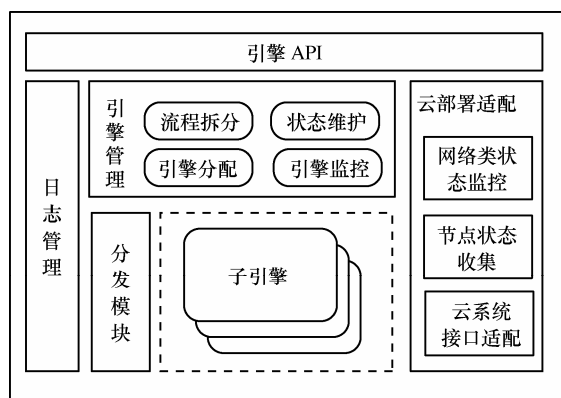 引擎 API
日志管理
引擎管理
流程拆分
状态维护
引擎分配
引擎监控
分发模块
子引擎
云部署适配
网络类状
态监控
节点状态
收集
云系统
接口适配